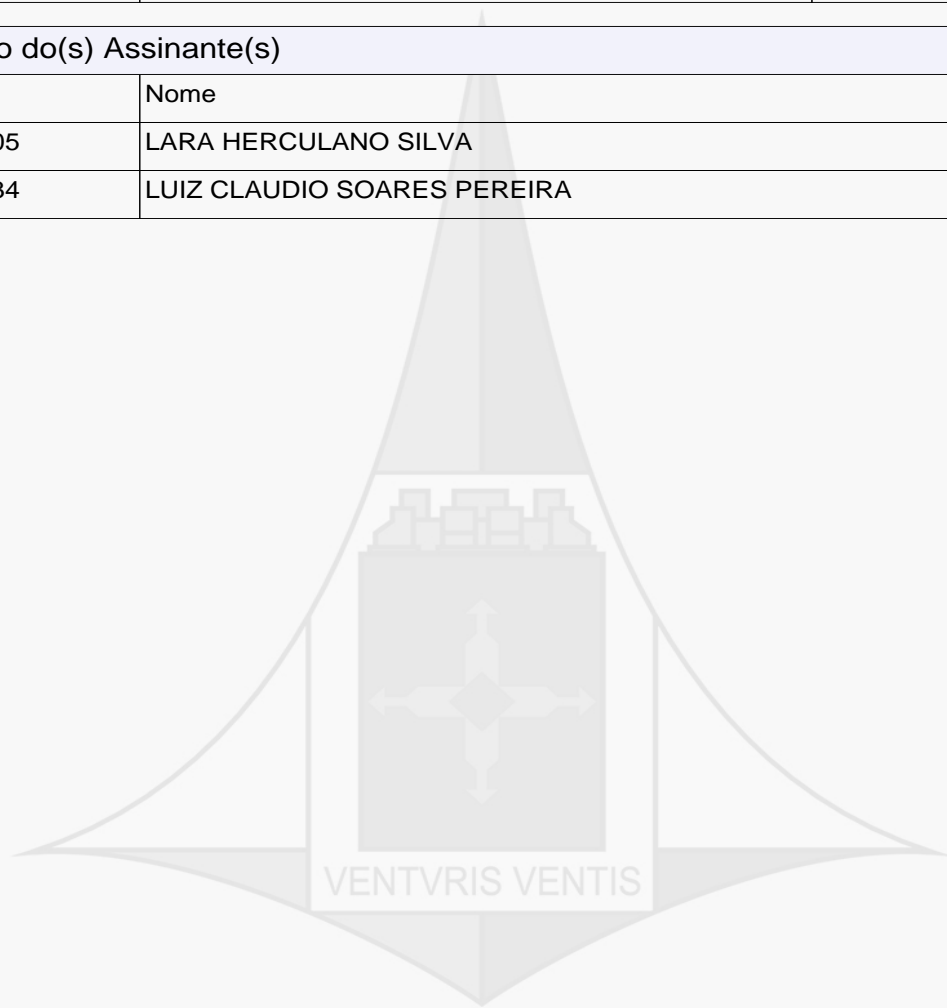 o do(s) Assinante(s)
Nome
05 LARA HERCULANO SILVA
34 LUIZ CLAUDIO SOARES PEREIRA
VENTVRIS VENTIS